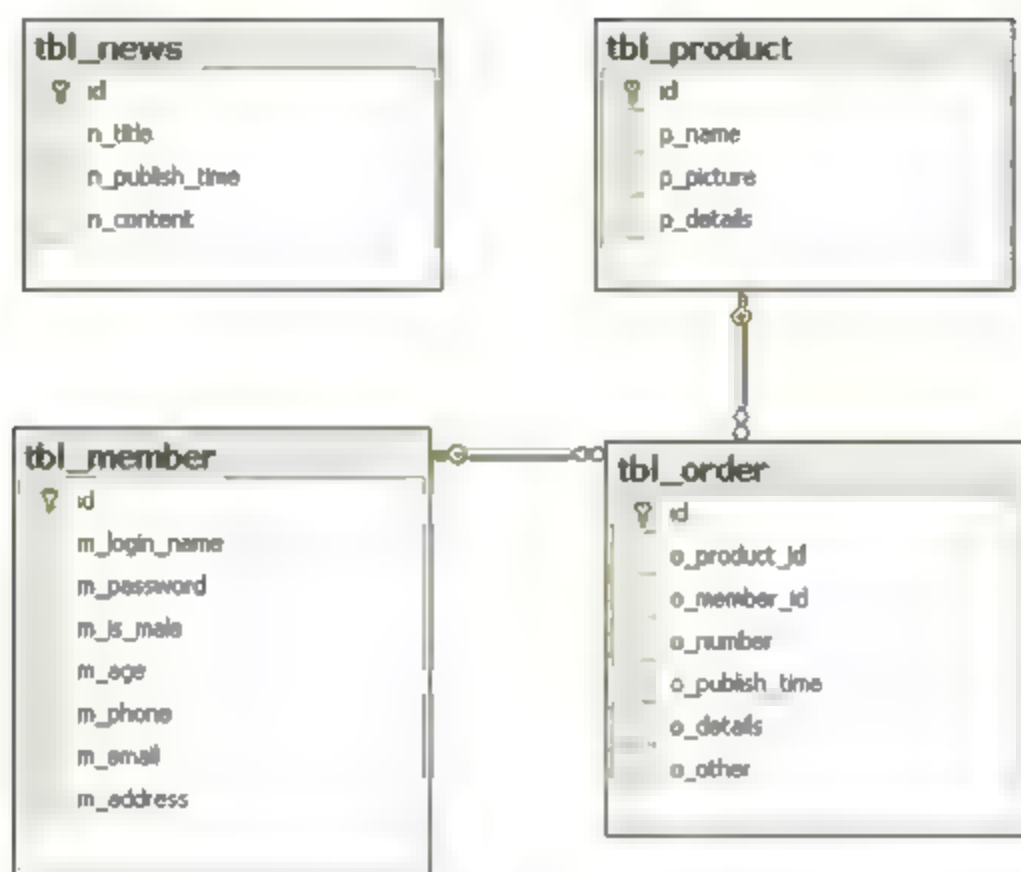 tbl_news
id
n_title
n_publish_time
n_content
tbl_product
id
p_name
p_picture
p_details
tbl_member
id
m_login_name
m_password
m_is_male
m_age
m_phone
m_email
m_address
tbl_order
id
o_product_id
o_member_id
o_number
o_publish_time
o_details
o_other